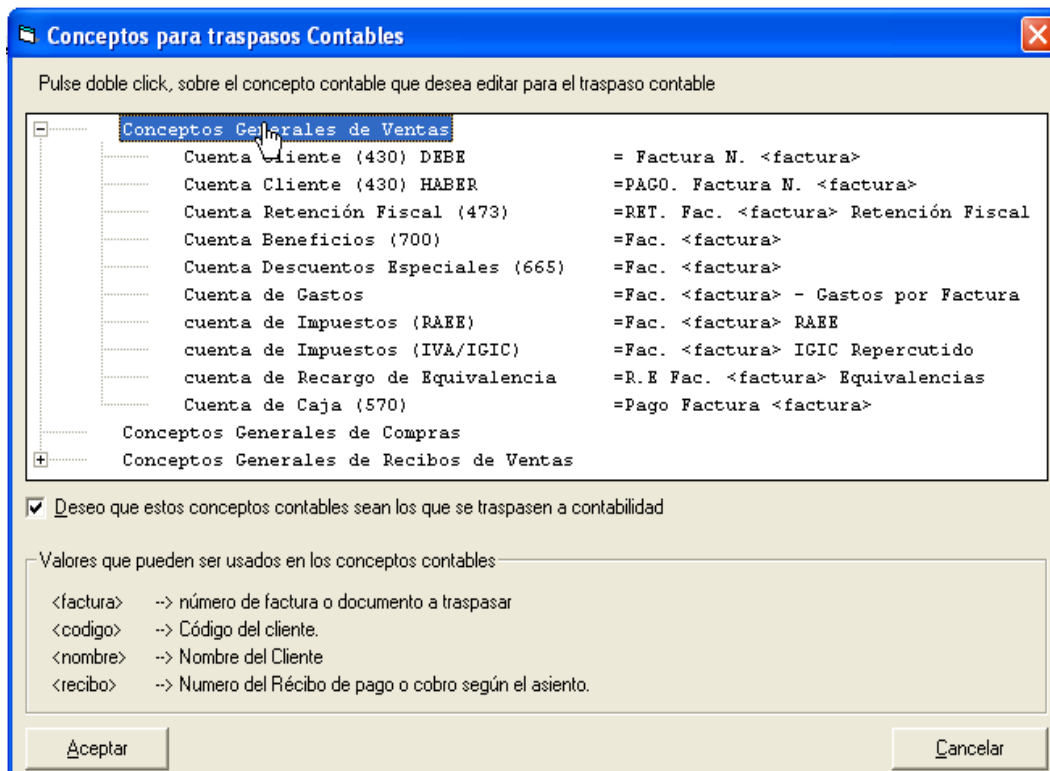 Conceptos para traspasos Contables
Pulse doble click, sobre el concepto contable que desea editar para el traspaso contable
Conceptos Generales de Ventas
Cuenta Cliente (430) DEBE = Factura N. <factura>
Cuenta Cliente (430) HABER =PAGO. Factura N. <factura>
Cuenta Retención Fiscal (473) =RET. Fac. <factura> Retención Fiscal
Cuenta Beneficios (700) =Fac. <factura>
Cuenta Descuentos Especiales (665) =Fac. <factura>
Cuenta de Gastos =Fac. <factura> - Gastos por Factura
cuenta de Impuestos (RAEE) =Fac. <factura> RAEE
cuenta de Impuestos (IVA/IGIC) =Fac. <factura> IGIC Repercutido
cuenta de Recargo de Equivalencia =R.E Fac. <factura> Equivalencias
Cuenta de Caja (570) =Pago Factura <factura>
Conceptos Generales de Compras
Conceptos Generales de Recibos de Ventas
Deseo que estos conceptos contables sean los que se traspasen a contabilidad
Valores que pueden ser usados en los conceptos contables
<factura> --> número de factura o documento a traspasar
<codigo> --> Código del cliente.
<nombre> --> Nombre del Cliente
<recibo> --> Numero del Récibo de pago o cobro según el asiento.
Aceptar Cancelar